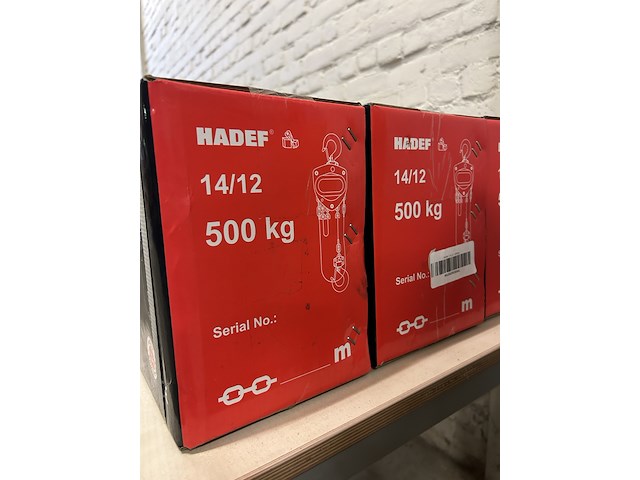 HADEF®
14/12
500 kg
Serial No.:
m
HADEF
14/12
500 kg
Serial No.:
m